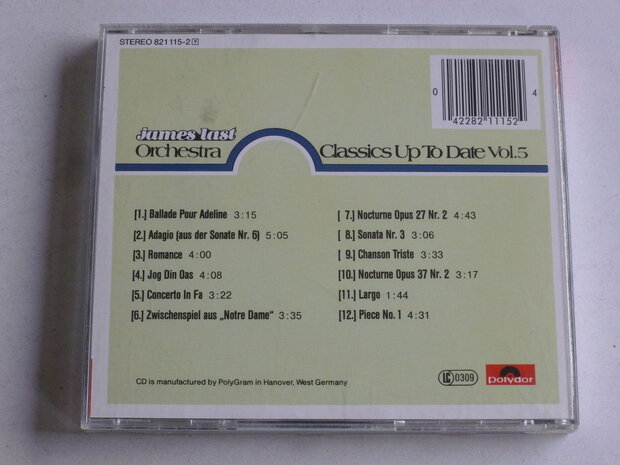 STEREO 821 115-2 Y
0 42282 11152 4
james last
Orchestra Classics Up To Date Vol.5
[1.] Ballade Pour Adeline 3:15
[2.] Adagio (aus der Sonate Nr. 6) 5:05
[3.] Romance 4:00
[4.] Jog Din Oas 4:08
[5.] Concerto In Fa 3:22
[6.] Zwischenspiel aus „Notre Dame“ 3:35
[ 7.] Nocturne Opus 27 Nr. 2 4:43
[ 8.] Sonata Nr. 3 3:06
[ 9.] Chanson Triste 3:33
[10.] Nocturne Opus 37 Nr. 2 3:17
[11.] Largo 1:44
[12.] Piece No. 1 4:31
CD is manufactured by PolyGram in Hanover, West Germany
LC 0309
polydor